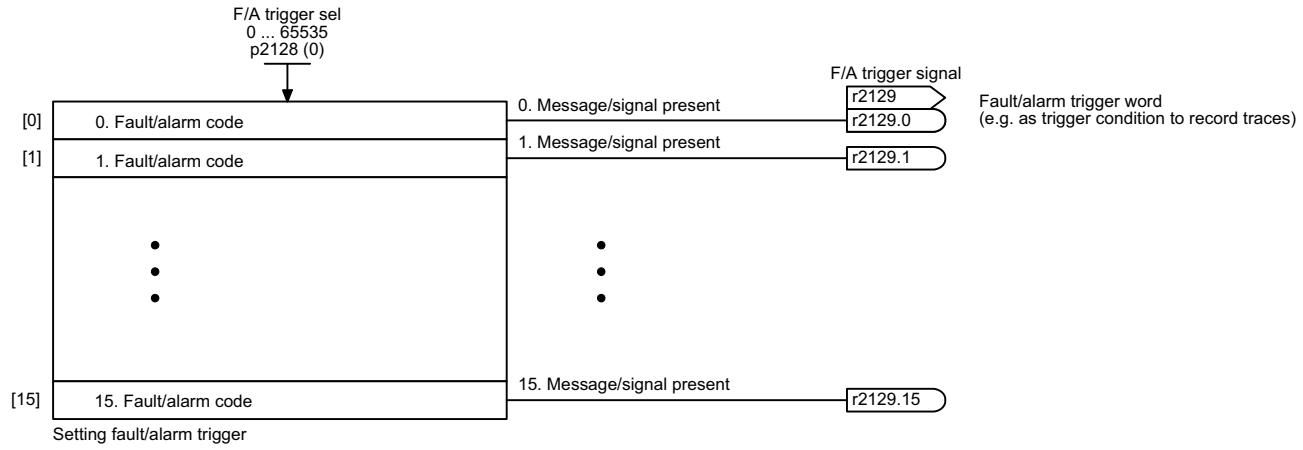 F/A trigger sel
0 ... 65535
p2128 (0)
F/A trigger signal
r2129
Fault/alarm trigger word
(e.g. as trigger condition to record traces)
[0]
0. Fault/alarm code
0. Message/signal present
r2129.0
[1]
1. Fault/alarm code
1. Message/signal present
r2129.1
[15]
15. Fault/alarm code
15. Message/signal present
r2129.15
Setting fault/alarm trigger